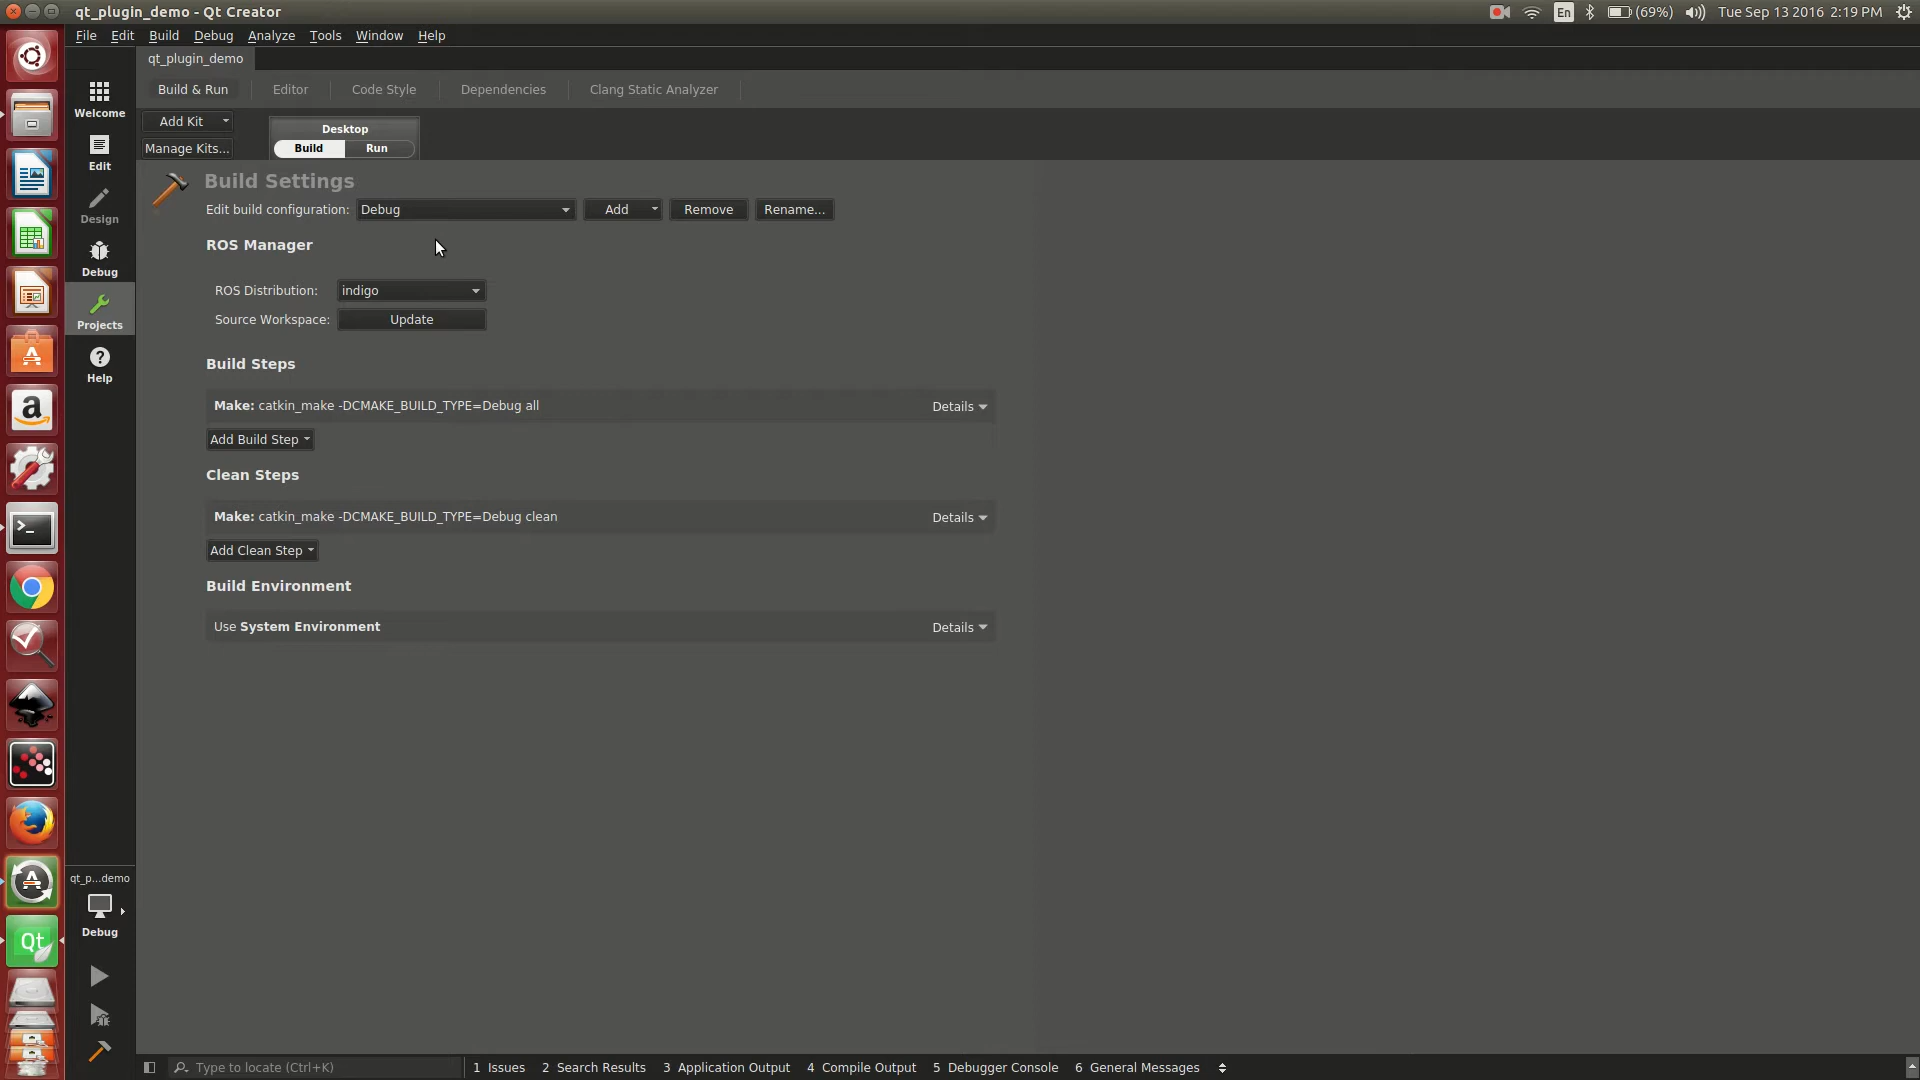 qt_plugin_demo - Qt Creator
En
(69%)
Tue Sep 13 2016 2:19 PM
File Edit Build Debug Analyze Tools Window Help
qt_plugin_demo
Build & Run Editor Code Style Dependencies Clang Static Analyzer
Welcome
Edit
Design
Debug
Projects
Help
Add Kit
Manage Kits...
Desktop
Build Run
Build Settings
Edit build configuration: Debug Add Remove Rename...
ROS Manager
ROS Distribution: indigo
Source Workspace: Update
Build Steps
Make: catkin_make -DCMAKE_BUILD_TYPE=Debug all Details
Add Build Step
Clean Steps
Make: catkin_make -DCMAKE_BUILD_TYPE=Debug clean Details
Add Clean Step
Build Environment
Use System Environment Details
qt_p...demo
Debug
Qt
Type to locate (Ctrl+K) 1 Issues 2 Search Results 3 Application Output 4 Compile Output 5 Debugger Console 6 General Messages